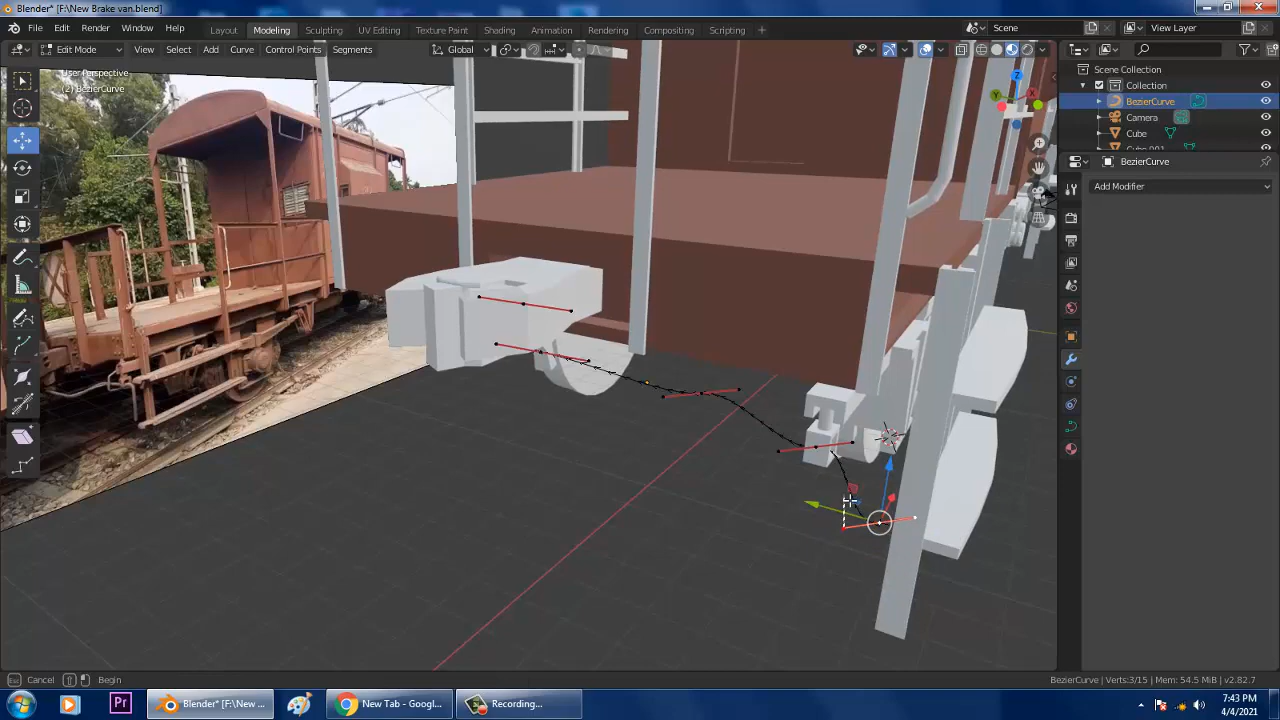 Blender* [F:\New Brake van.blend]
File Edit Render Window Help
Layout Modeling Sculpting UV Editing Texture Paint Shading Animation Rendering Compositing Scripting
Scene
View Layer
Edit Mode View Select Add Curve Control Points Segments
Global
User Perspective
(2) BezierCurve
Scene Collection
Collection
BezierCurve
Camera
Cube
Cube.001
BezierCurve
Add Modifier
Z
X
Y
Cancel Begin
BezierCurve | Verts:3/15 | Mem: 54.5 MiB | v2.82.7
Blender* [F:\New ...
New Tab - Googl...
Recording...
Pr
7:43 PM
4/4/2021